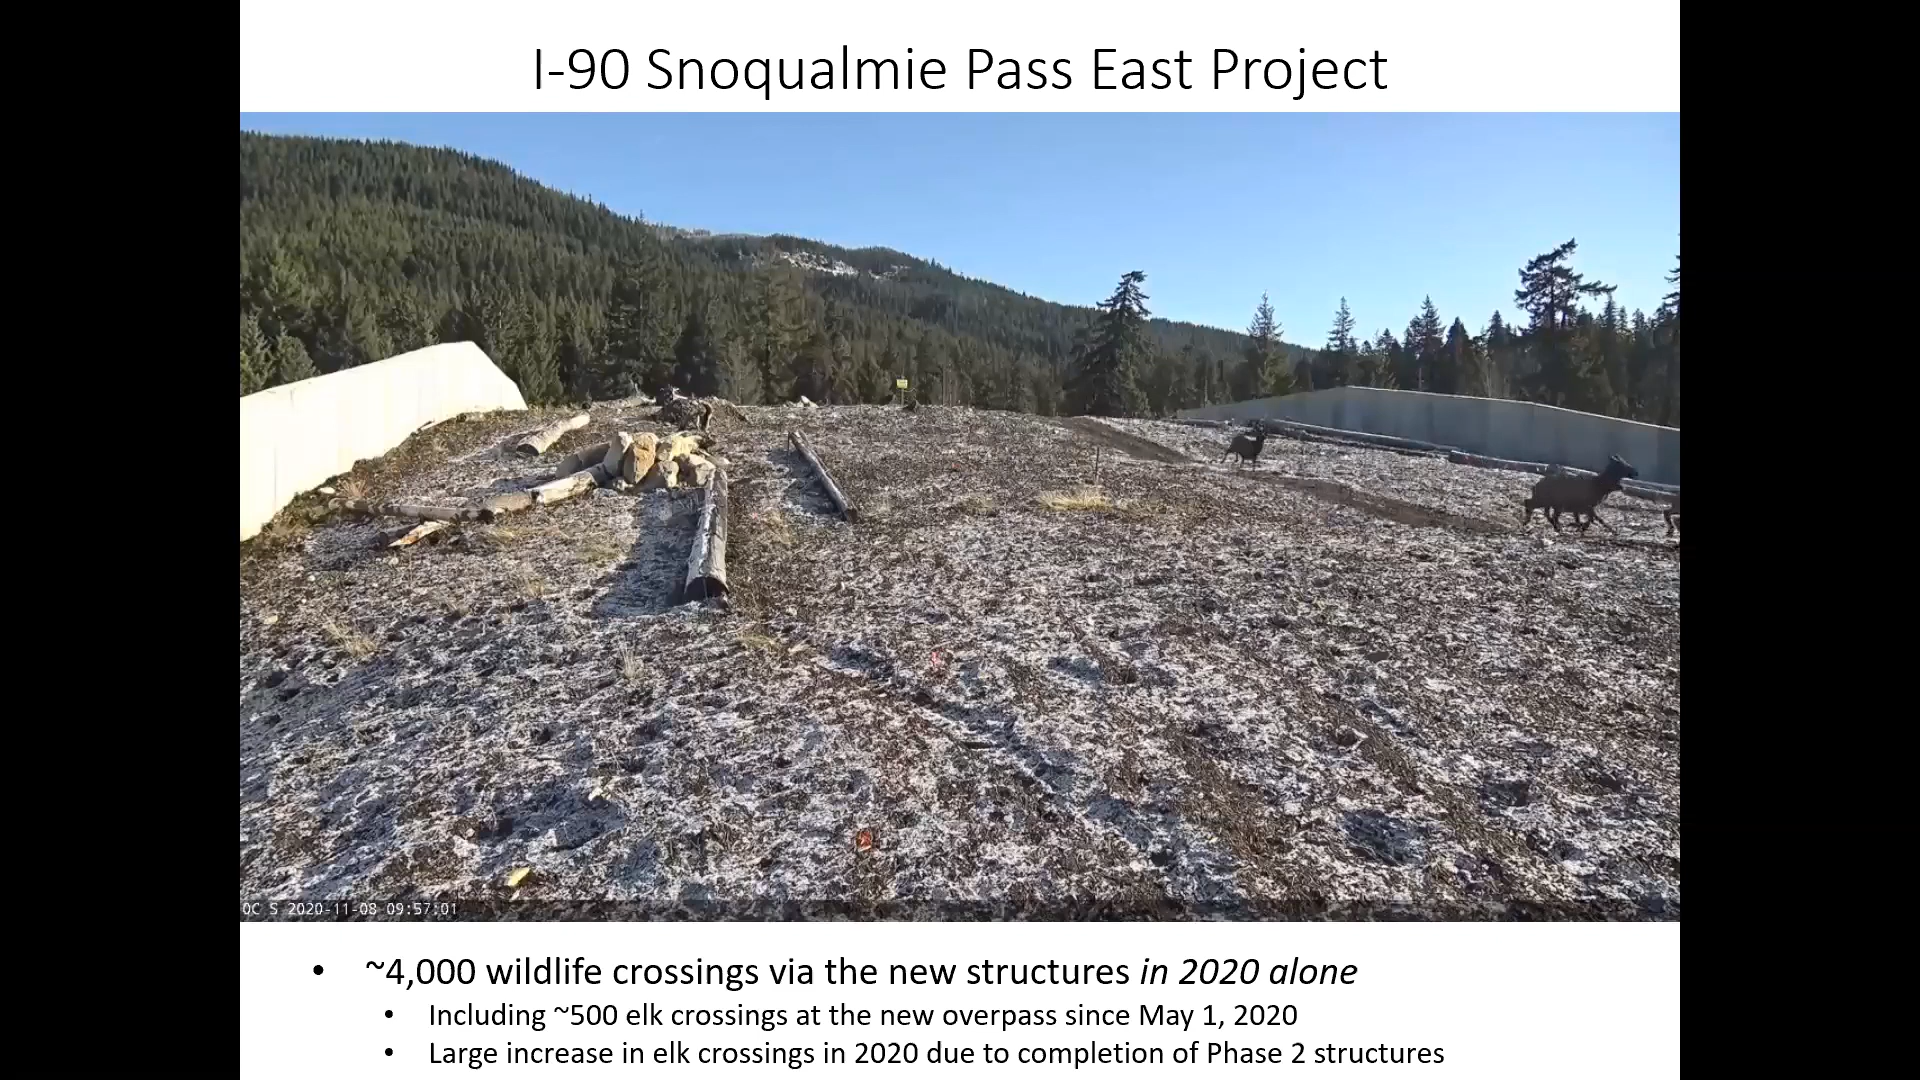 I-90 Snoqualmie Pass East Project
OC S 2020-11-08 09:57:01
• ~4,000 wildlife crossings via the new structures in 2020 alone
• Including ~500 elk crossings at the new overpass since May 1, 2020
• Large increase in elk crossings in 2020 due to completion of Phase 2 structures